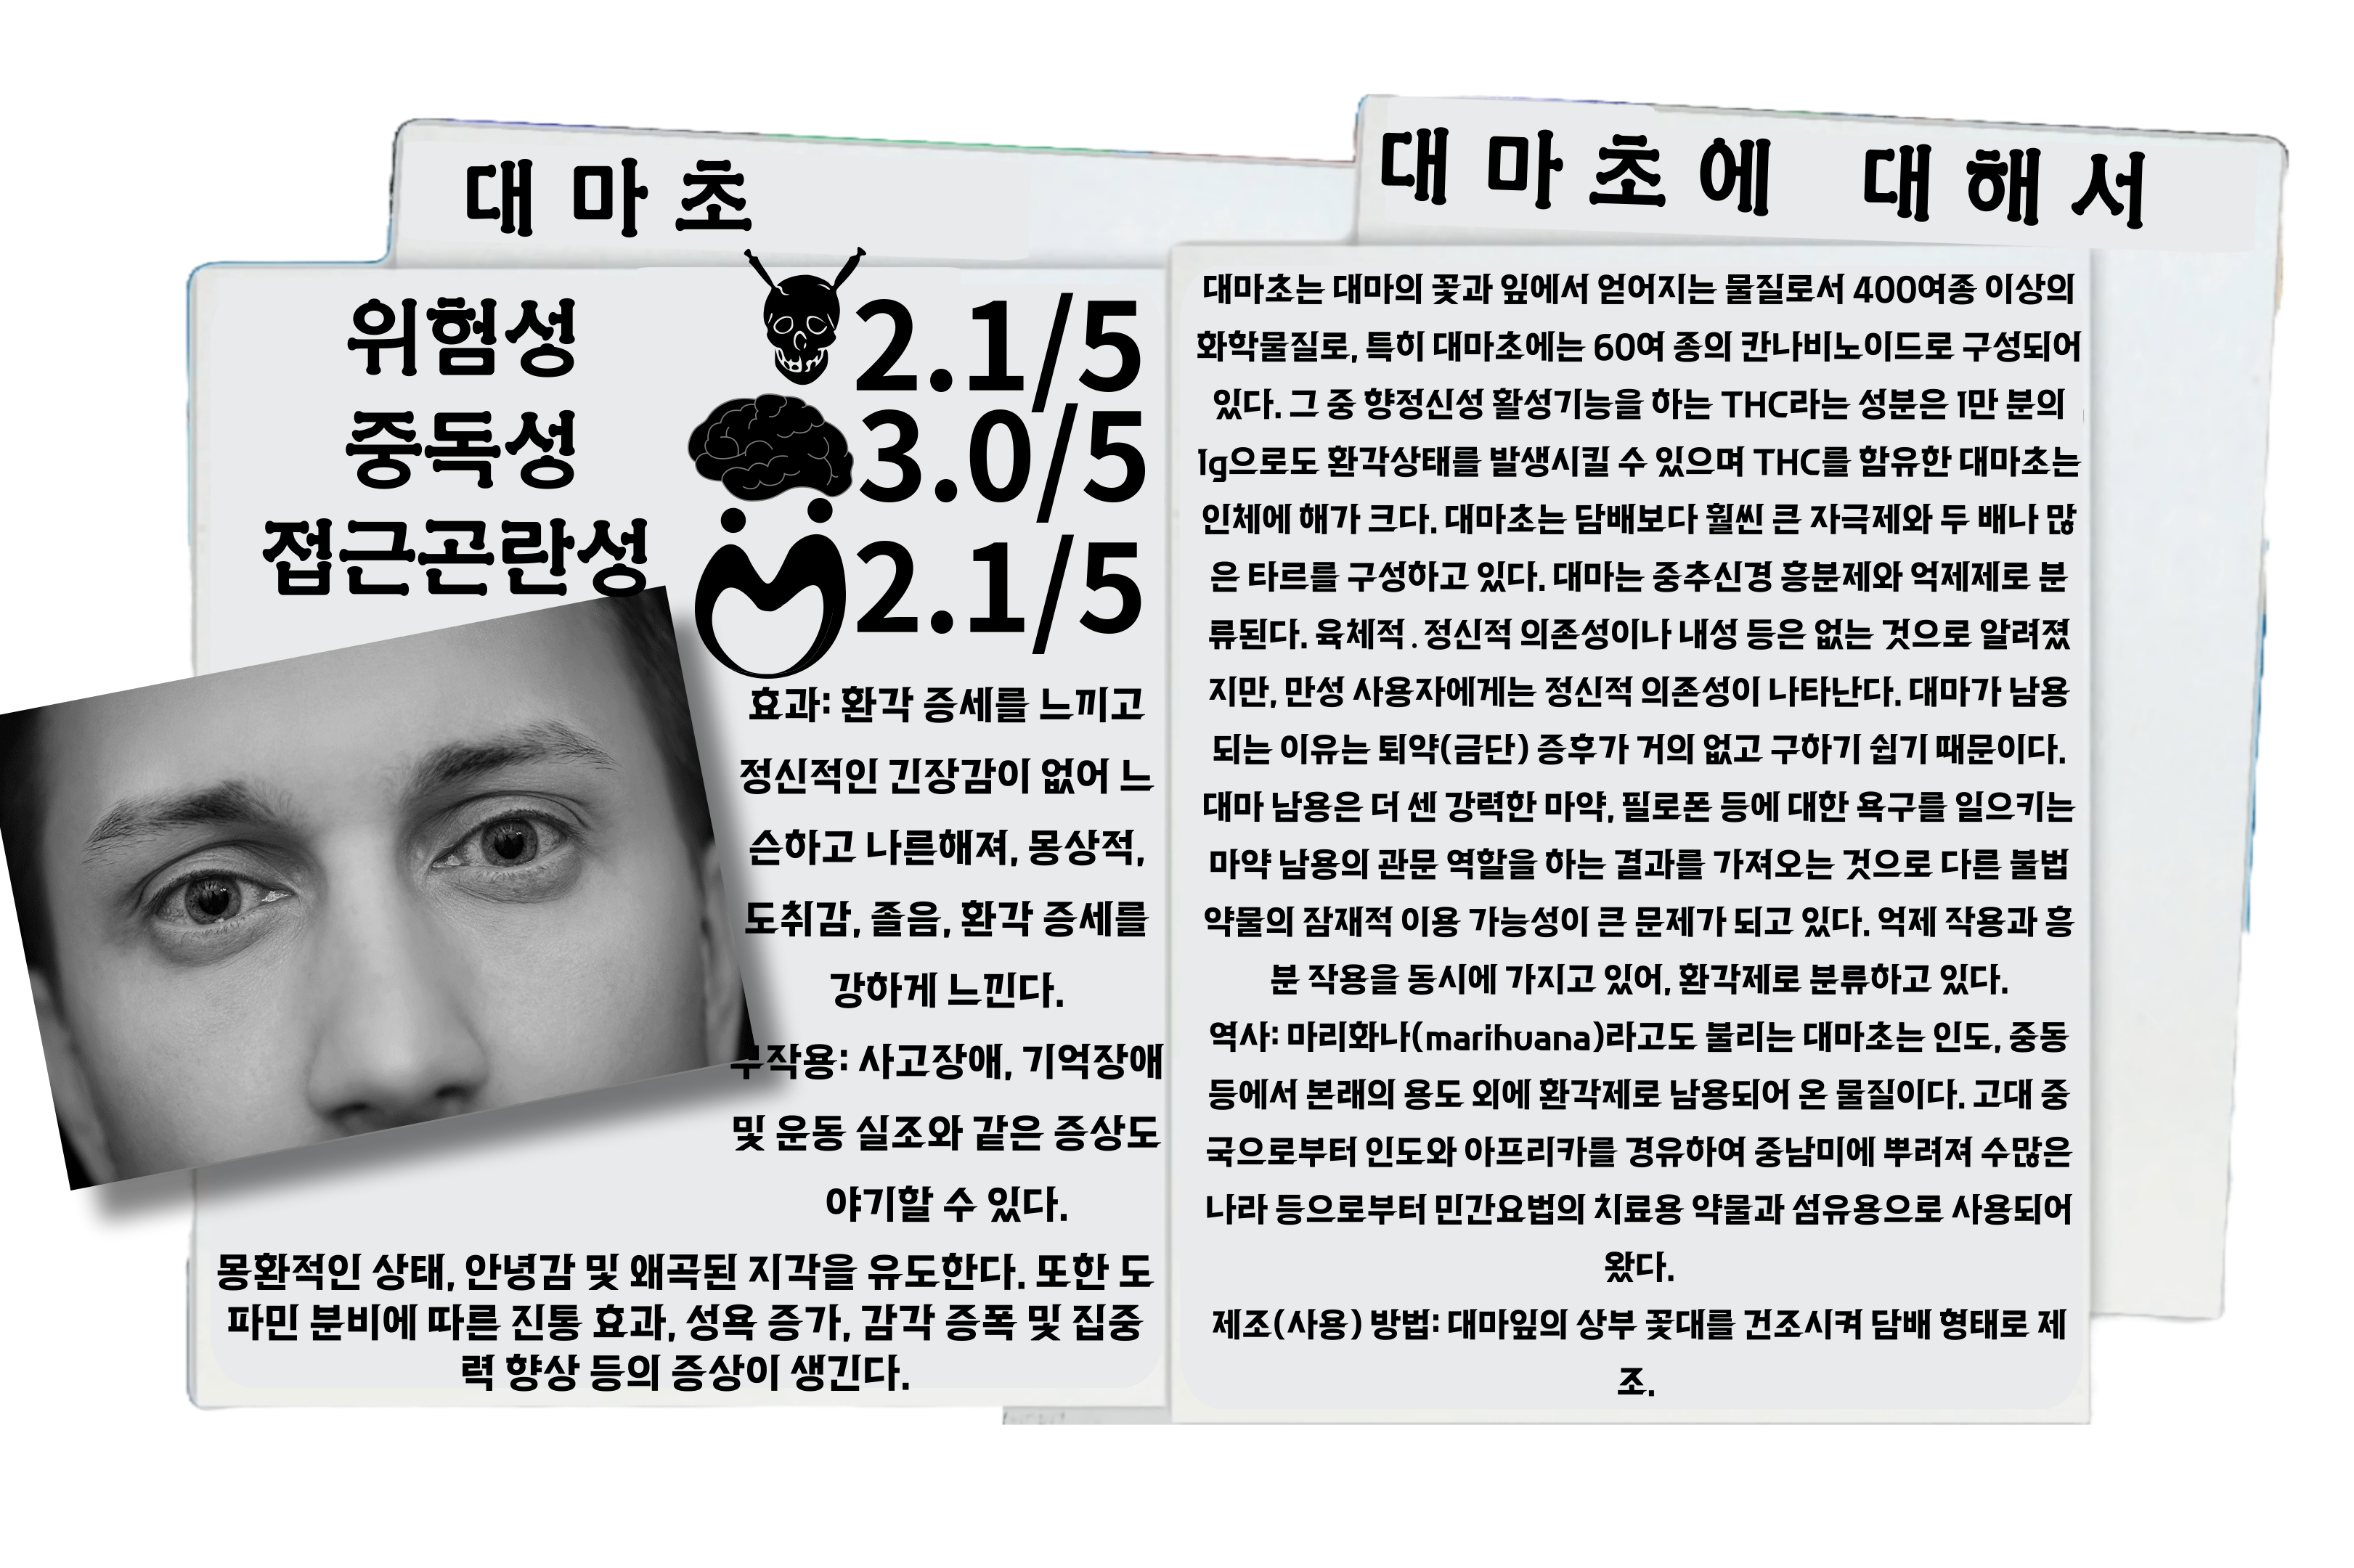 대마초
위험성 2.1/5
중독성 3.0/5
접근곤란성 2.1/5
효과: 환각 증세를 느끼고
정신적인 긴장감이 없어 느
슨하고 나른해져, 몽상적,
도취감, 졸음, 환각 증세를
강하게 느낀다.
부작용: 사고장애, 기억장애
및 운동 실조와 같은 증상도
야기할 수 있다.
몽환적인 상태, 안녕감 및 왜곡된 지각을 유도한다. 또한 도
파민 분비에 따른 진통 효과, 성욕 증가, 감각 증폭 및 집중
력 향상 등의 증상이 생긴다.
대마초에 대해서
대마초는 대마의 꽃과 잎에서 얻어지는 물질로서 400여종 이상의
화학물질로, 특히 대마초에는 60여 종의 칸나비노이드로 구성되어
있다. 그 중 향정신성 활성기능을 하는 THC라는 성분은 1만 분의
1g으로도 환각상태를 발생시킬 수 있으며 THC를 함유한 대마초는
인체에 해가 크다. 대마초는 담배보다 훨씬 큰 자극제와 두 배나 많
은 타르를 구성하고 있다. 대마는 중추신경 흥분제와 억제제로 분
류된다. 육체적 . 정신적 의존성이나 내성 등은 없는 것으로 알려졌
지만, 만성 사용자에게는 정신적 의존성이 나타난다. 대마가 남용
되는 이유는 퇴약(금단) 증후가 거의 없고 구하기 쉽기 때문이다.
대마 남용은 더 센 강력한 마약, 필로폰 등에 대한 욕구를 일으키는
마약 남용의 관문 역할을 하는 결과를 가져오는 것으로 다른 불법
약물의 잠재적 이용 가능성이 큰 문제가 되고 있다. 억제 작용과 흥
분 작용을 동시에 가지고 있어, 환각제로 분류하고 있다.
역사: 마리화나(marihuana)라고도 불리는 대마초는 인도, 중동
등에서 본래의 용도 외에 환각제로 남용되어 온 물질이다. 고대 중
국으로부터 인도와 아프리카를 경유하여 중남미에 뿌려져 수많은
나라 등으로부터 민간요법의 치료용 약물과 섬유용으로 사용되어
왔다.
제조(사용) 방법: 대마잎의 상부 꽃대를 건조시켜 담배 형태로 제
조.